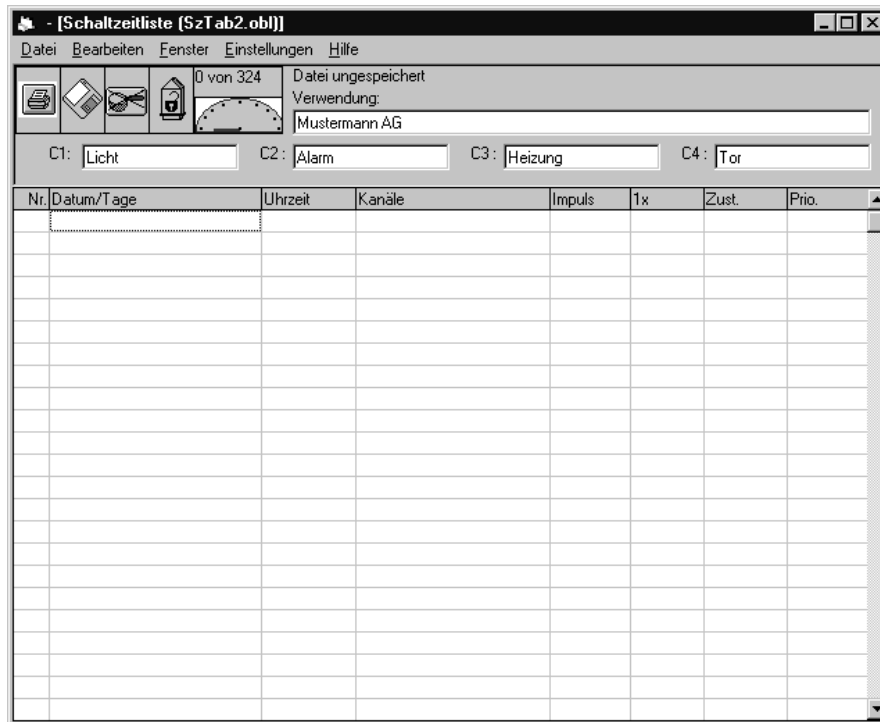 - [Schaltzeitliste (SzTab2.obl)]
Datei Bearbeiten Fenster Einstellungen Hilfe
0 von 324 Datei ungespeichert
Verwendung:
Mustermann AG
C1: Licht C2: Alarm C3: Heizung C4: Tor
Nr. Datum/Tage Uhrzeit Kanäle Impuls 1x Zust. Prio.